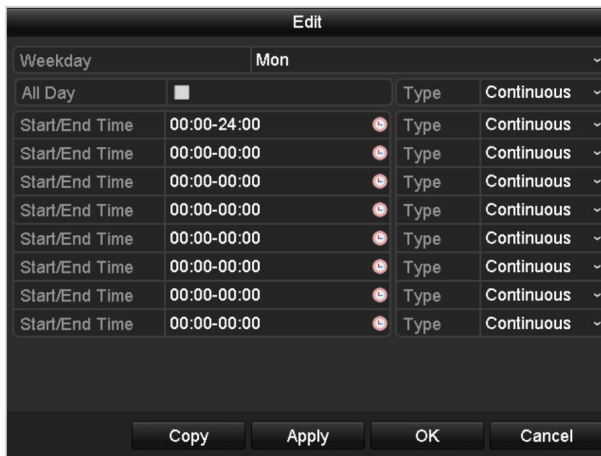 Edit
Weekday Mon
All Day Type Continuous
Start/End Time 00:00-24:00 Type Continuous
Start/End Time 00:00-00:00 Type Continuous
Start/End Time 00:00-00:00 Type Continuous
Start/End Time 00:00-00:00 Type Continuous
Start/End Time 00:00-00:00 Type Continuous
Start/End Time 00:00-00:00 Type Continuous
Start/End Time 00:00-00:00 Type Continuous
Start/End Time 00:00-00:00 Type Continuous
Copy Apply OK Cancel